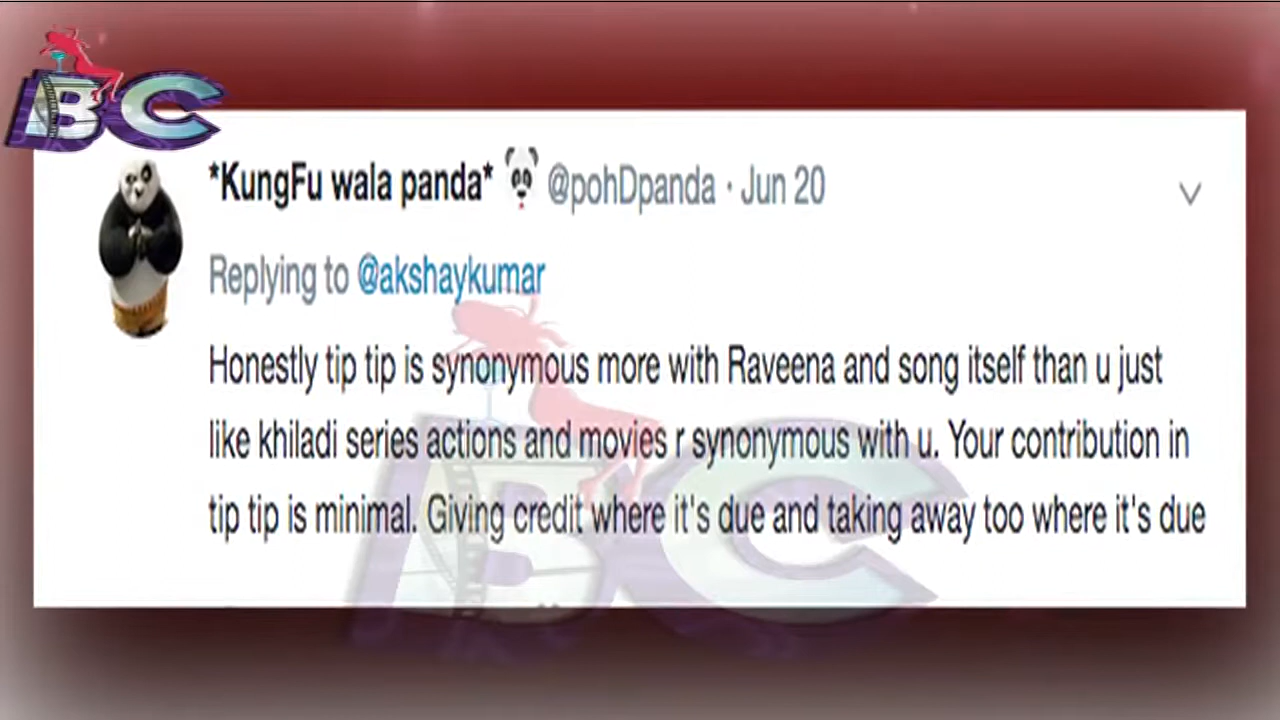 BC
*KungFu wala panda* @pohDpanda · Jun 20
Replying to @akshaykumar
Honestly tip tip is synonymous more with Raveena and song itself than u just
like khiladi series actions and movies r synonymous with u. Your contribution in
tip tip is minimal. Giving credit where it's due and taking away too where it's due
BC